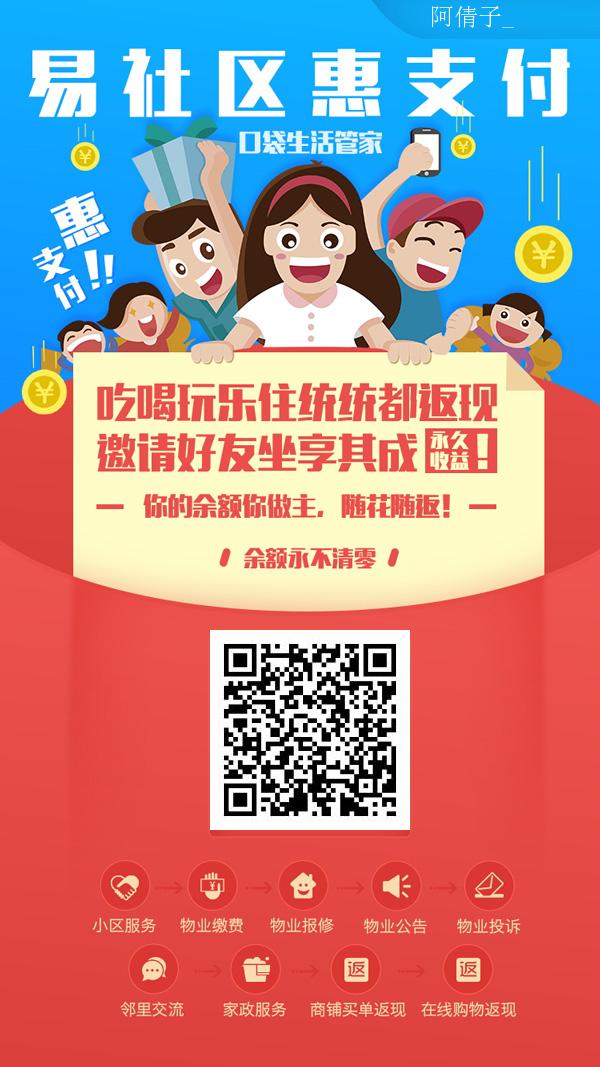 阿倩子_
易社区惠支付
口袋生活管家
惠
支付!!
吃喝玩乐住统统都返现
邀请好友坐享其成 永久收益!
— 你的余额你做主, 随花随返! —
余额永不清零
小区服务 物业缴费 物业报修 物业公告 物业投诉
返 返
邻里交流 家政服务 商铺买单返现 在线购物返现